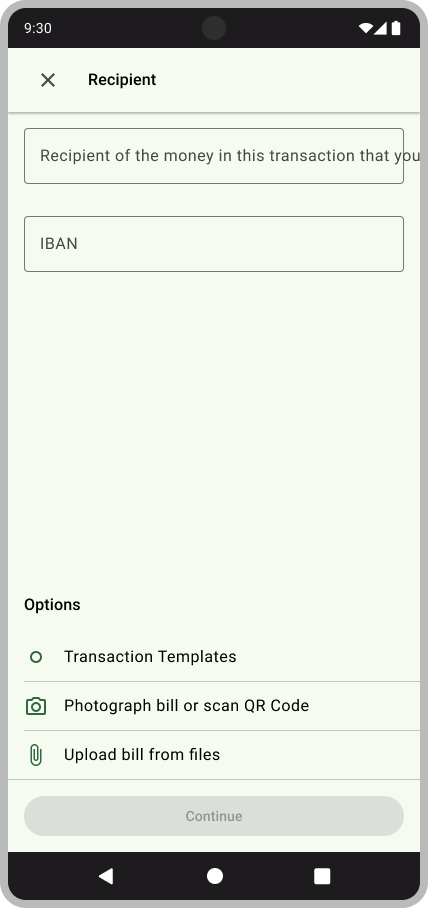 9:30
Recipient
Recipient of the money in this transaction that you
IBAN
Options
Transaction Templates
Photograph bill or scan QR Code
Upload bill from files
Continue